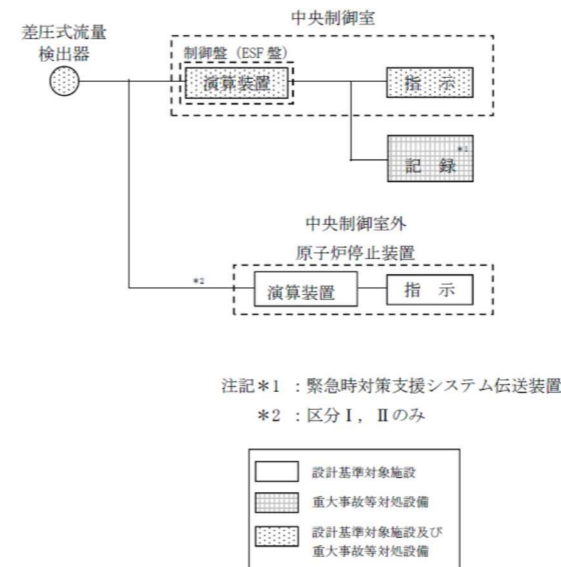 中央制御室
差圧式流量
検出器
制御盤（ESF 盤）
演算装置
指　示
記　録
*1
中央制御室外
原子炉停止装置
*2
演算装置
指　示
注記＊1 ：緊急時対策支援システム伝送装置
＊2 ：区分Ⅰ，Ⅱのみ
設計基準対象施設
重大事故等対処設備
設計基準対象施設及び
重大事故等対処設備